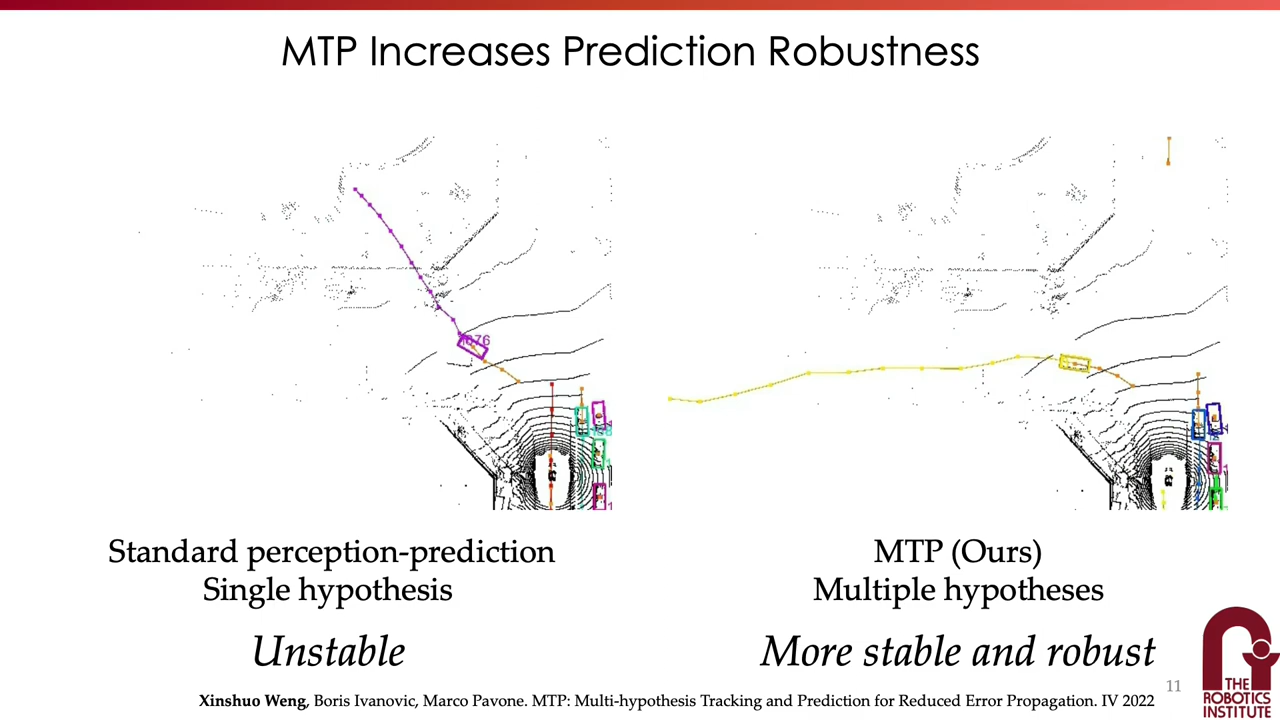 MTP Increases Prediction Robustness
Standard perception-prediction
Single hypothesis
Unstable
MTP (Ours)
Multiple hypotheses
More stable and robust
Xinshuo Weng, Boris Ivanovic, Marco Pavone. MTP: Multi-hypothesis Tracking and Prediction for Reduced Error Propagation. IV 2022
11
THE
ROBOTICS
INSTITUTE